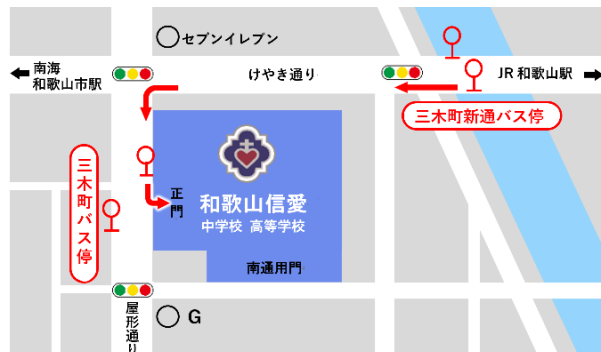 セブンイレブン
南海
和歌山市駅
けやき通り
JR和歌山駅
三木町新通バス停
三木町バス停
正門
和歌山信愛
中学校 高等学校
南通用門
屋形通り
G